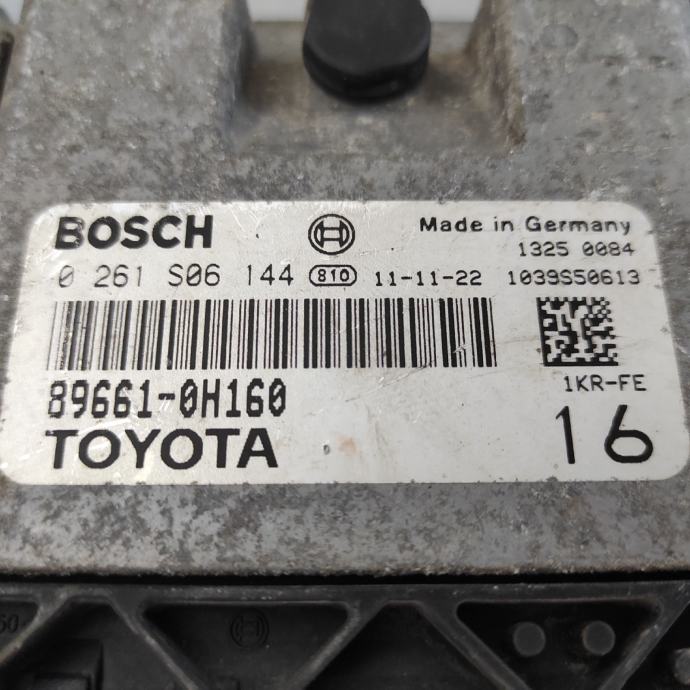 BOSCH
Made in Germany
1325 0084
0 261 S06 144 810 11-11-22 1039S50613
89661-0H160
1KR-FE
TOYOTA
16